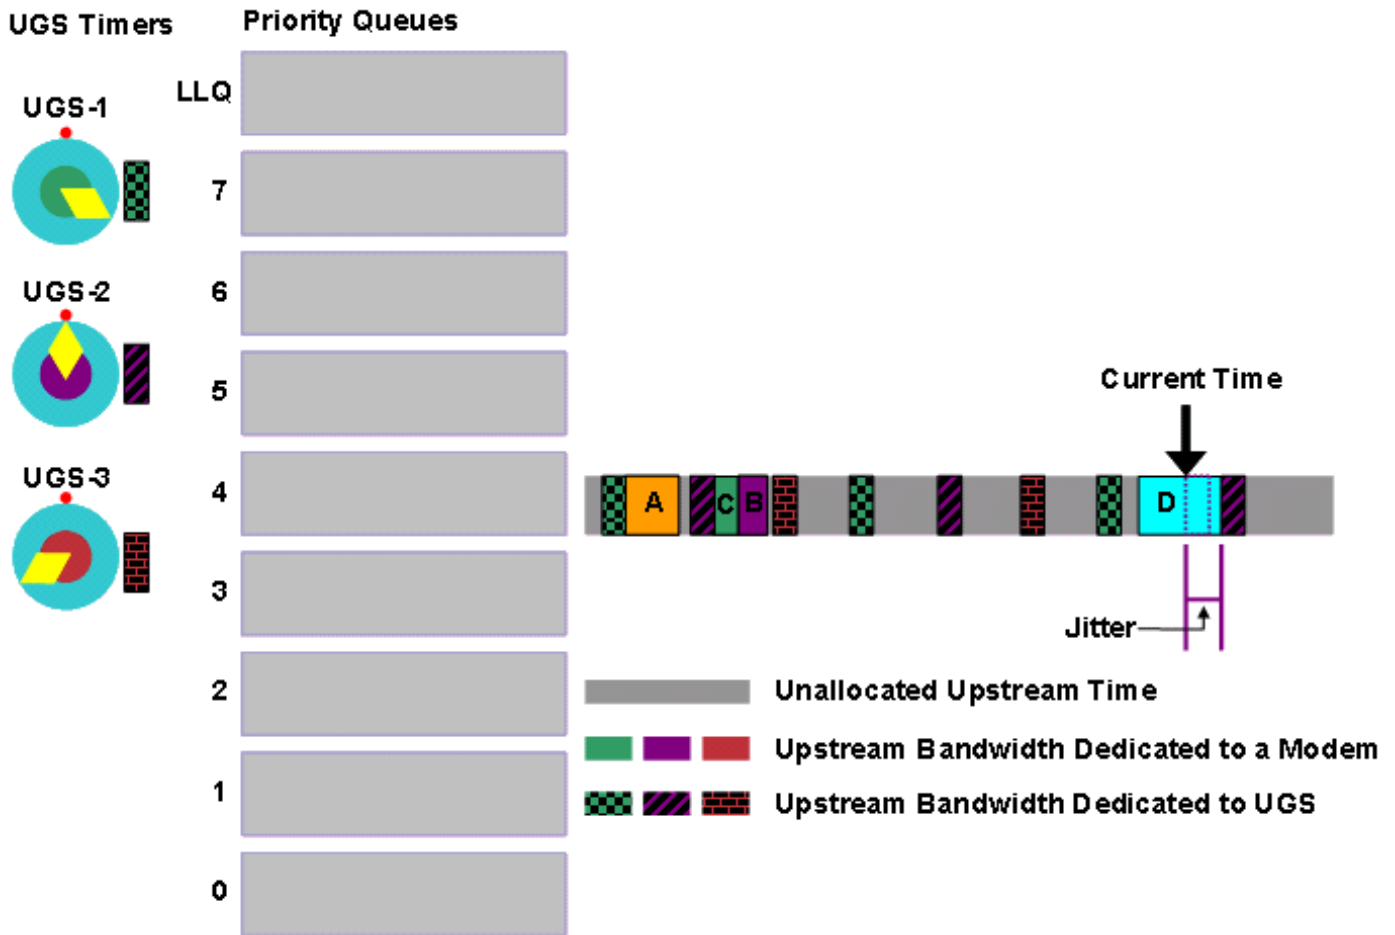 UGS Timers
Priority Queues
UGS-1
UGS-2
UGS-3
LLQ
7
6
5
4
3
2
1
0
Current Time
A
C
B
D
Jitter
Unallocated Upstream Time
Upstream Bandwidth Dedicated to a Modem
Upstream Bandwidth Dedicated to UGS